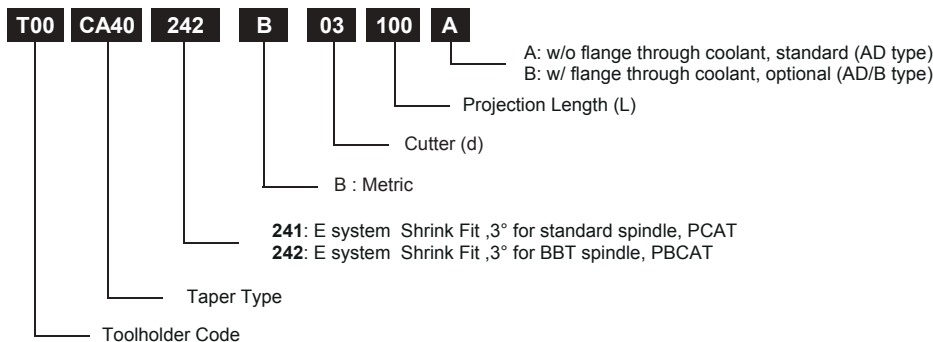 T00 CA40 242 B 03 100 A
A: w/o flange through coolant, standard (AD type)
B: w/ flange through coolant, optional (AD/B type)
Projection Length (L)
Cutter (d)
B : Metric
241: E system Shrink Fit ,3° for standard spindle, PCAT
242: E system Shrink Fit ,3° for BBT spindle, PBCAT
Taper Type
Toolholder Code